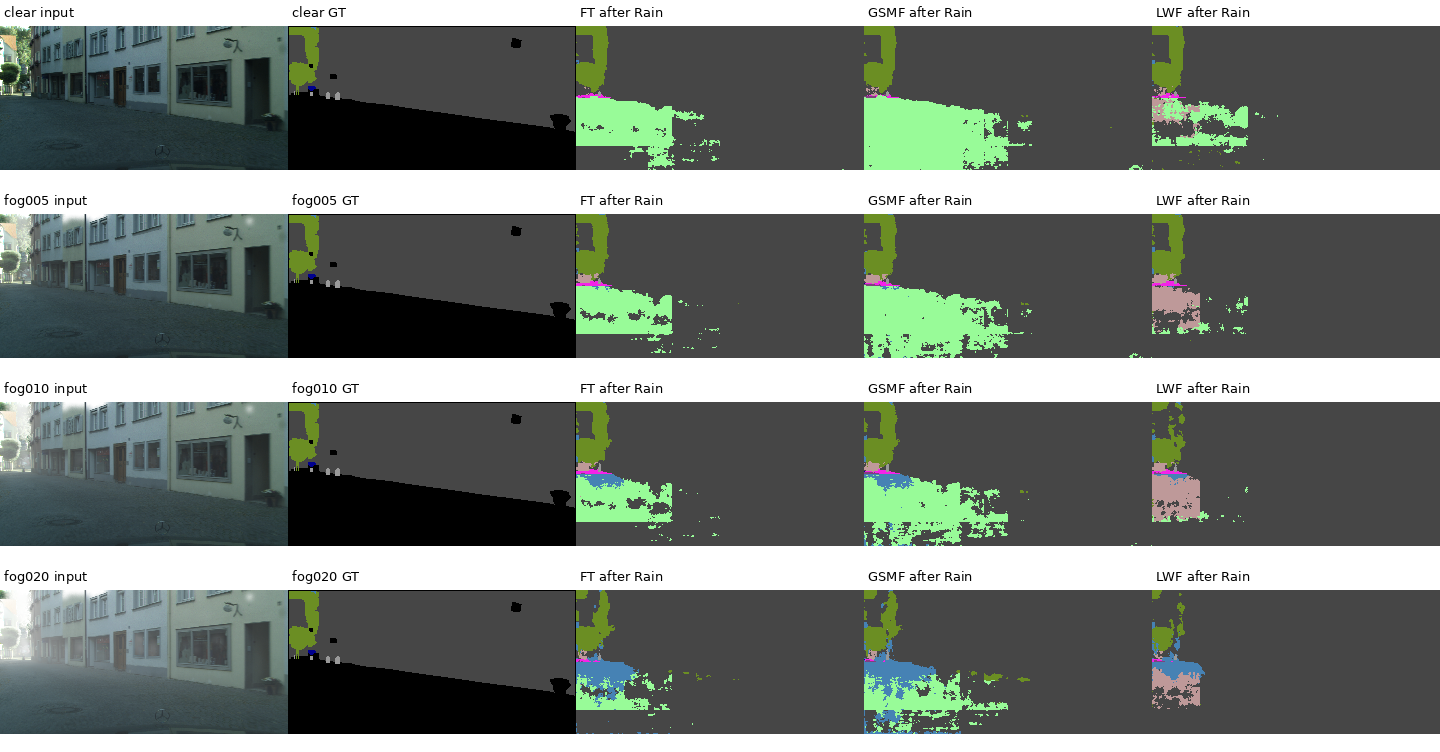 clear input clear GT FT after Rain GSMF after Rain LWF after Rain
fog005 input fog005 GT FT after Rain GSMF after Rain LWF after Rain
fog010 input fog010 GT FT after Rain GSMF after Rain LWF after Rain
fog020 input fog020 GT FT after Rain GSMF after Rain LWF after Rain